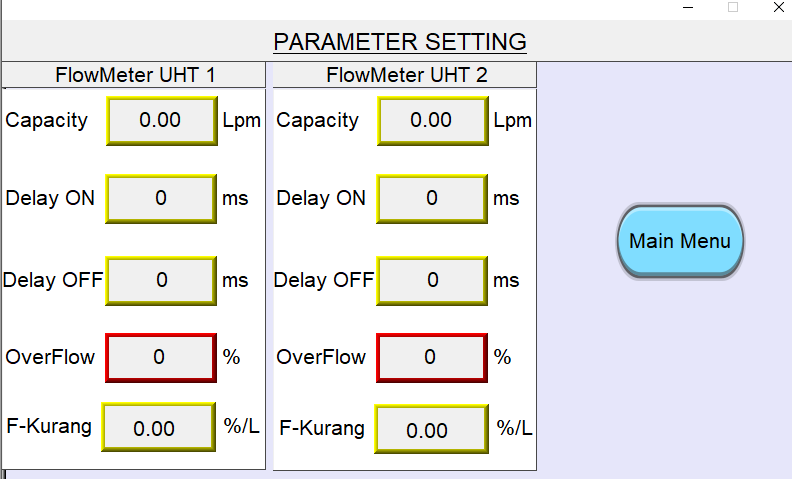 PARAMETER SETTING
FlowMeter UHT 1
Capacity 0.00 Lpm
Delay ON 0 ms
Delay OFF 0 ms
OverFlow 0 %
F-Kurang 0.00 %/L
FlowMeter UHT 2
Capacity 0.00 Lpm
Delay ON 0 ms
Delay OFF 0 ms
OverFlow 0 %
F-Kurang 0.00 %/L
Main Menu